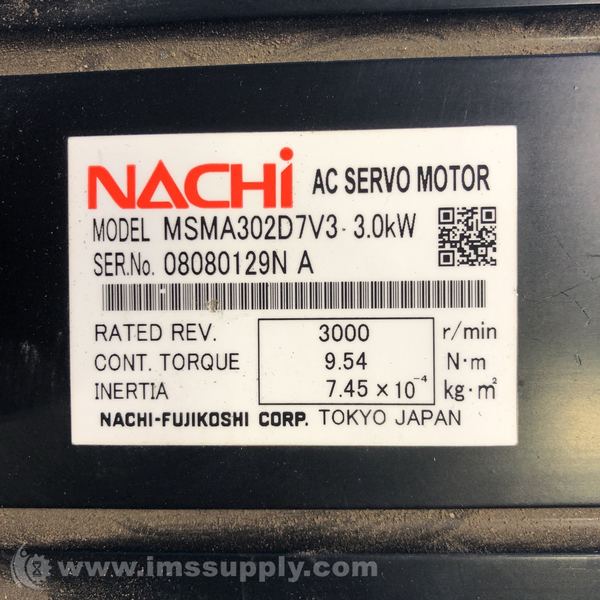 NACHi AC SERVO MOTOR
MODEL MSMA302D7V3-3.0kW
SER.No. 08080129N A
RATED REV. 3000 r/min
CONT. TORQUE 9.54 N·m
INERTIA 7.45 × 10⁻⁴ kg·m²
NACHI-FUJIKOSHI CORP. TOKYO JAPAN
www.imssupply.com